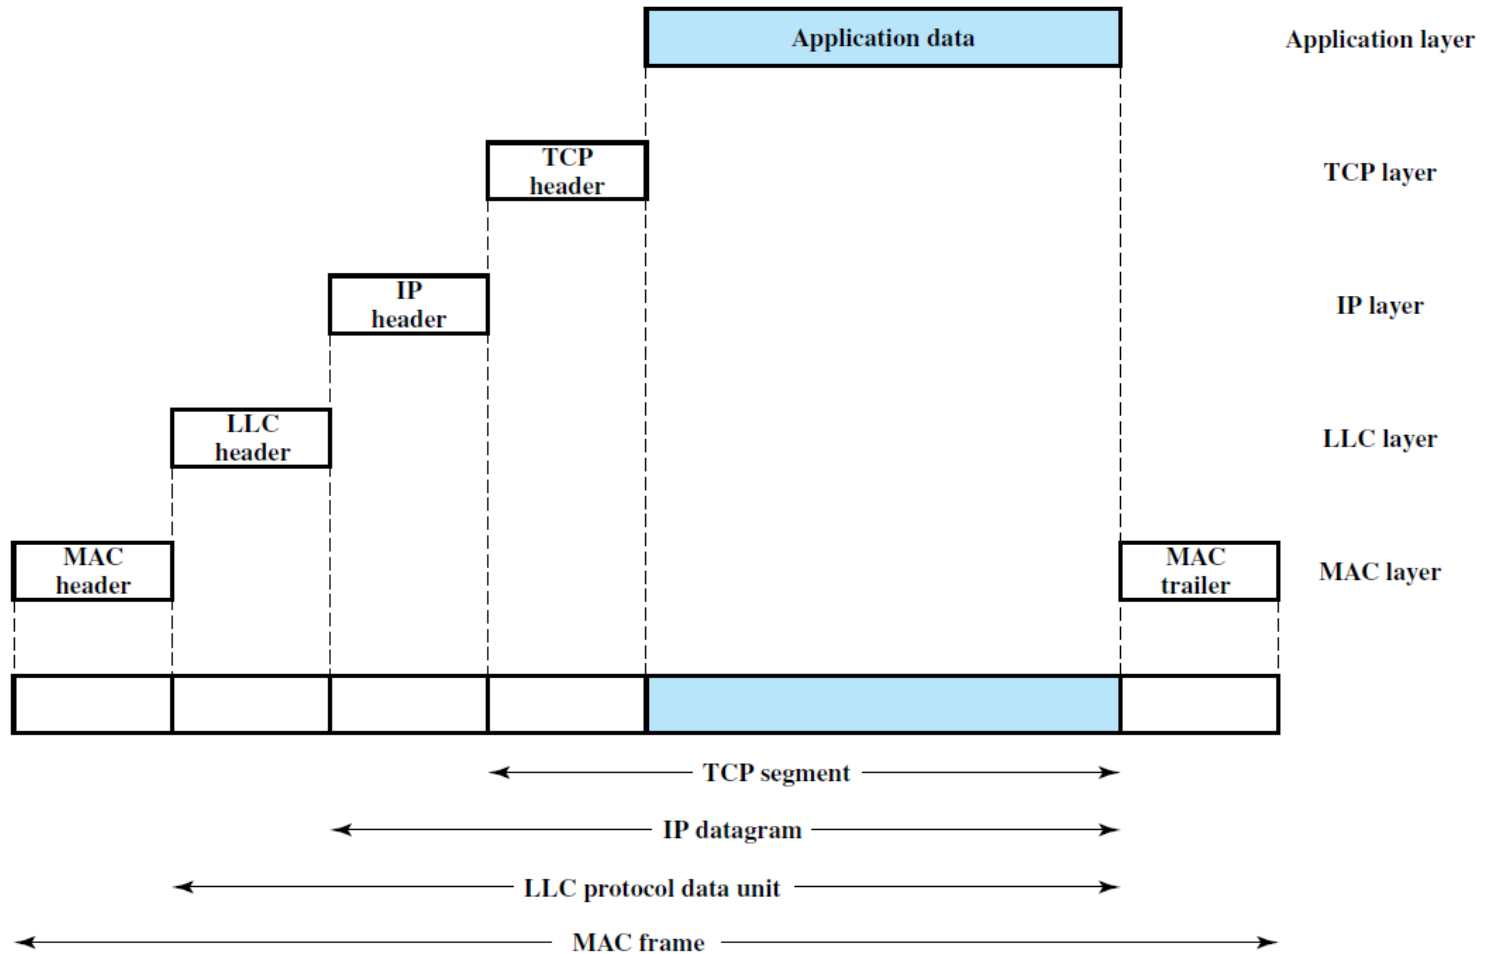 Application data
Application layer
TCP
header
TCP layer
IP
header
IP layer
LLC
header
LLC layer
MAC
header
MAC
trailer
MAC layer
TCP segment
IP datagram
LLC protocol data unit
MAC frame